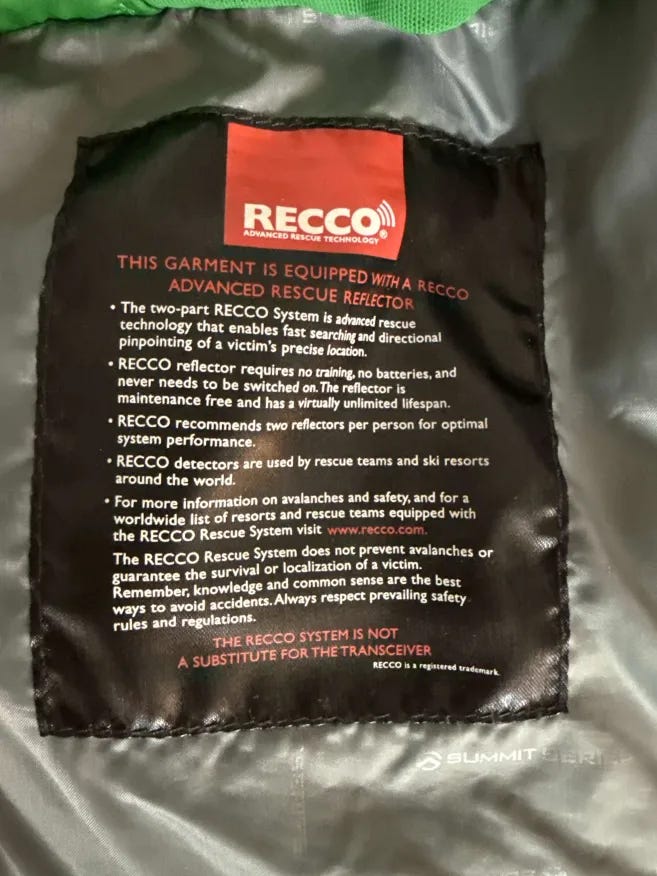 RECCO®
ADVANCED RESCUE TECHNOLOGY
THIS GARMENT IS EQUIPPED WITH A RECCO
ADVANCED RESCUE REFLECTOR
• The two-part RECCO System is advanced rescue
technology that enables fast searching and directional
pinpointing of a victim's precise location.
• RECCO reflector requires no training, no batteries, and
never needs to be switched on. The reflector is
maintenance free and has a virtually unlimited lifespan.
• RECCO recommends two reflectors per person for optimal
system performance.
• RECCO detectors are used by rescue teams and ski resorts
around the world.
• For more information on avalanches and safety, and for a
worldwide list of resorts and rescue teams equipped with
the RECCO Rescue System visit www.recco.com.
The RECCO Rescue System does not prevent avalanches or
guarantee the survival or localization of a victim.
Remember, knowledge and common sense are the best
ways to avoid accidents. Always respect prevailing safety
rules and regulations.
THE RECCO SYSTEM IS NOT
A SUBSTITUTE FOR THE TRANSCEIVER
RECCO is a registered trademark.
SUMMIT SERIES